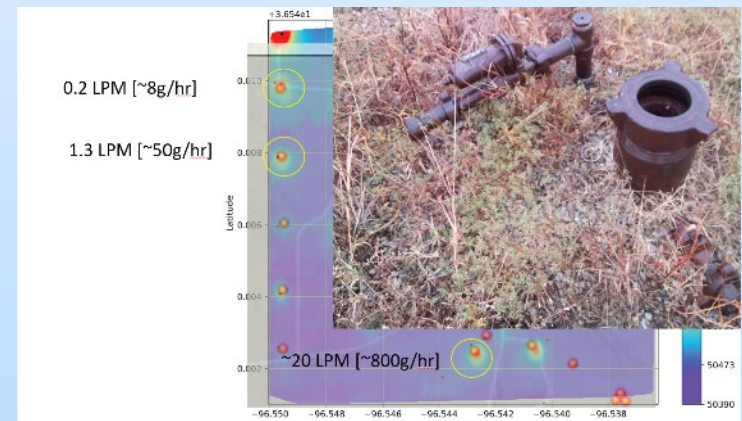 +3.654e1
0.2 LPM [~8g/hr]
0.010
1.3 LPM [~50g/hr]
0.008
0.006
Latitude
0.004
~20 LPM [~800g/hr]
0.002
50473
50390
−96.550 −96.548 −96.546 −96.544 −96.542 −96.540 −96.538